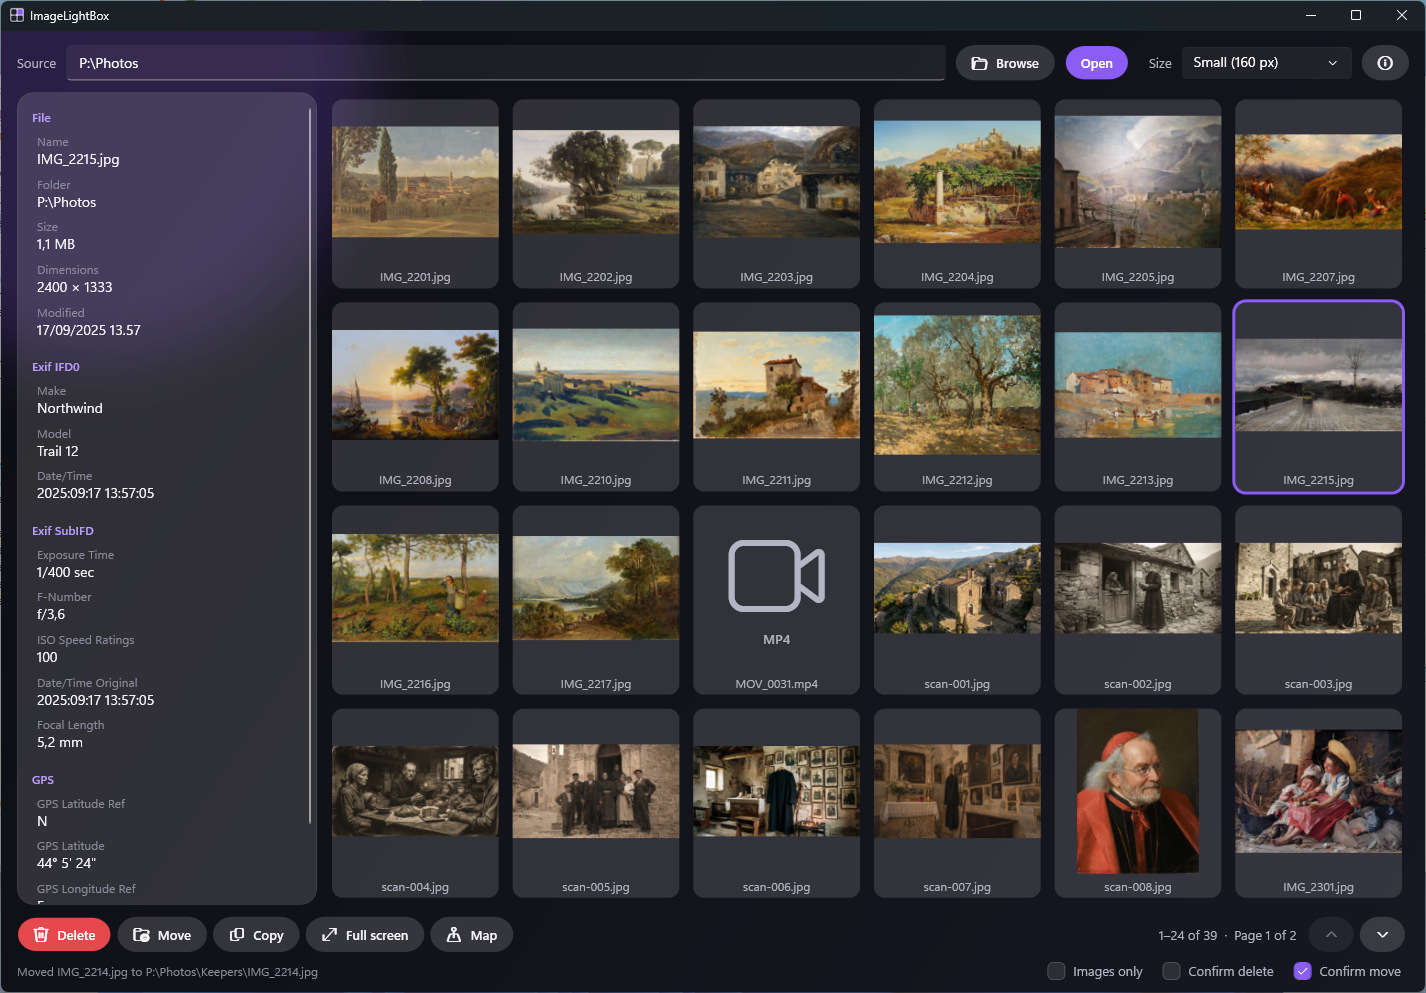 ImageLightBox
Source
P:\Photos
Browse
Open
Size
Small (160 px)
File
Name
IMG_2215.jpg
Folder
P:\Photos
Size
1,1 MB
Dimensions
2400 × 1333
Modified
17/09/2025 13.57
Exif IFD0
Make
Northwind
Model
Trail 12
Date/Time
2025:09:17 13:57:05
Exif SubIFD
Exposure Time
1/400 sec
F-Number
f/3,6
ISO Speed Ratings
100
Date/Time Original
2025:09:17 13:57:05
Focal Length
5,2 mm
GPS
GPS Latitude Ref
N
GPS Latitude
44° 5' 24"
GPS Longitude Ref
IMG_2201.jpg
IMG_2202.jpg
IMG_2203.jpg
IMG_2204.jpg
IMG_2205.jpg
IMG_2207.jpg
IMG_2208.jpg
IMG_2210.jpg
IMG_2211.jpg
IMG_2212.jpg
IMG_2213.jpg
IMG_2215.jpg
IMG_2216.jpg
IMG_2217.jpg
MP4
MOV_0031.mp4
scan-001.jpg
scan-002.jpg
scan-003.jpg
scan-004.jpg
scan-005.jpg
scan-006.jpg
scan-007.jpg
scan-008.jpg
IMG_2301.jpg
Delete
Move
Copy
Full screen
Map
1–24 of 39 · Page 1 of 2
Moved IMG_2214.jpg to P:\Photos\Keepers\IMG_2214.jpg
Images only
Confirm delete
Confirm move